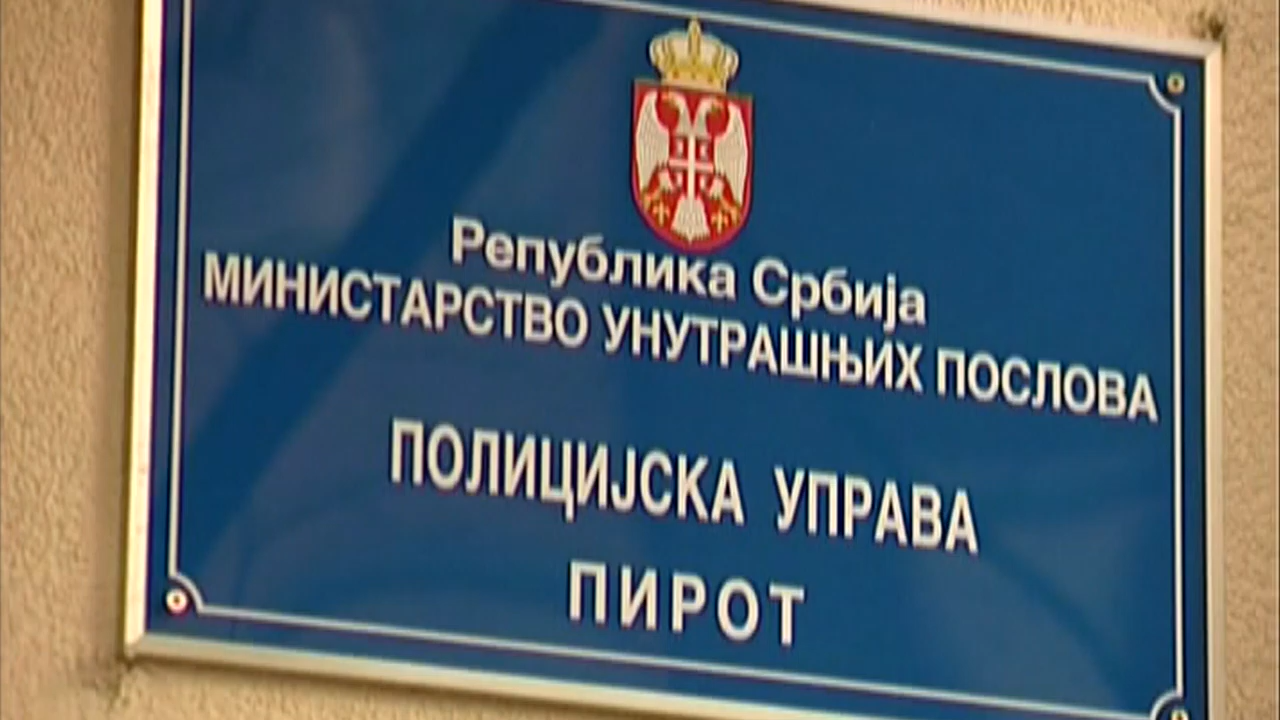 Република Србија
МИНИСТАРСТВО УНУТРАШЊИХ ПОСЛОВА
ПОЛИЦИЈСКА УПРАВА
ПИРОТ